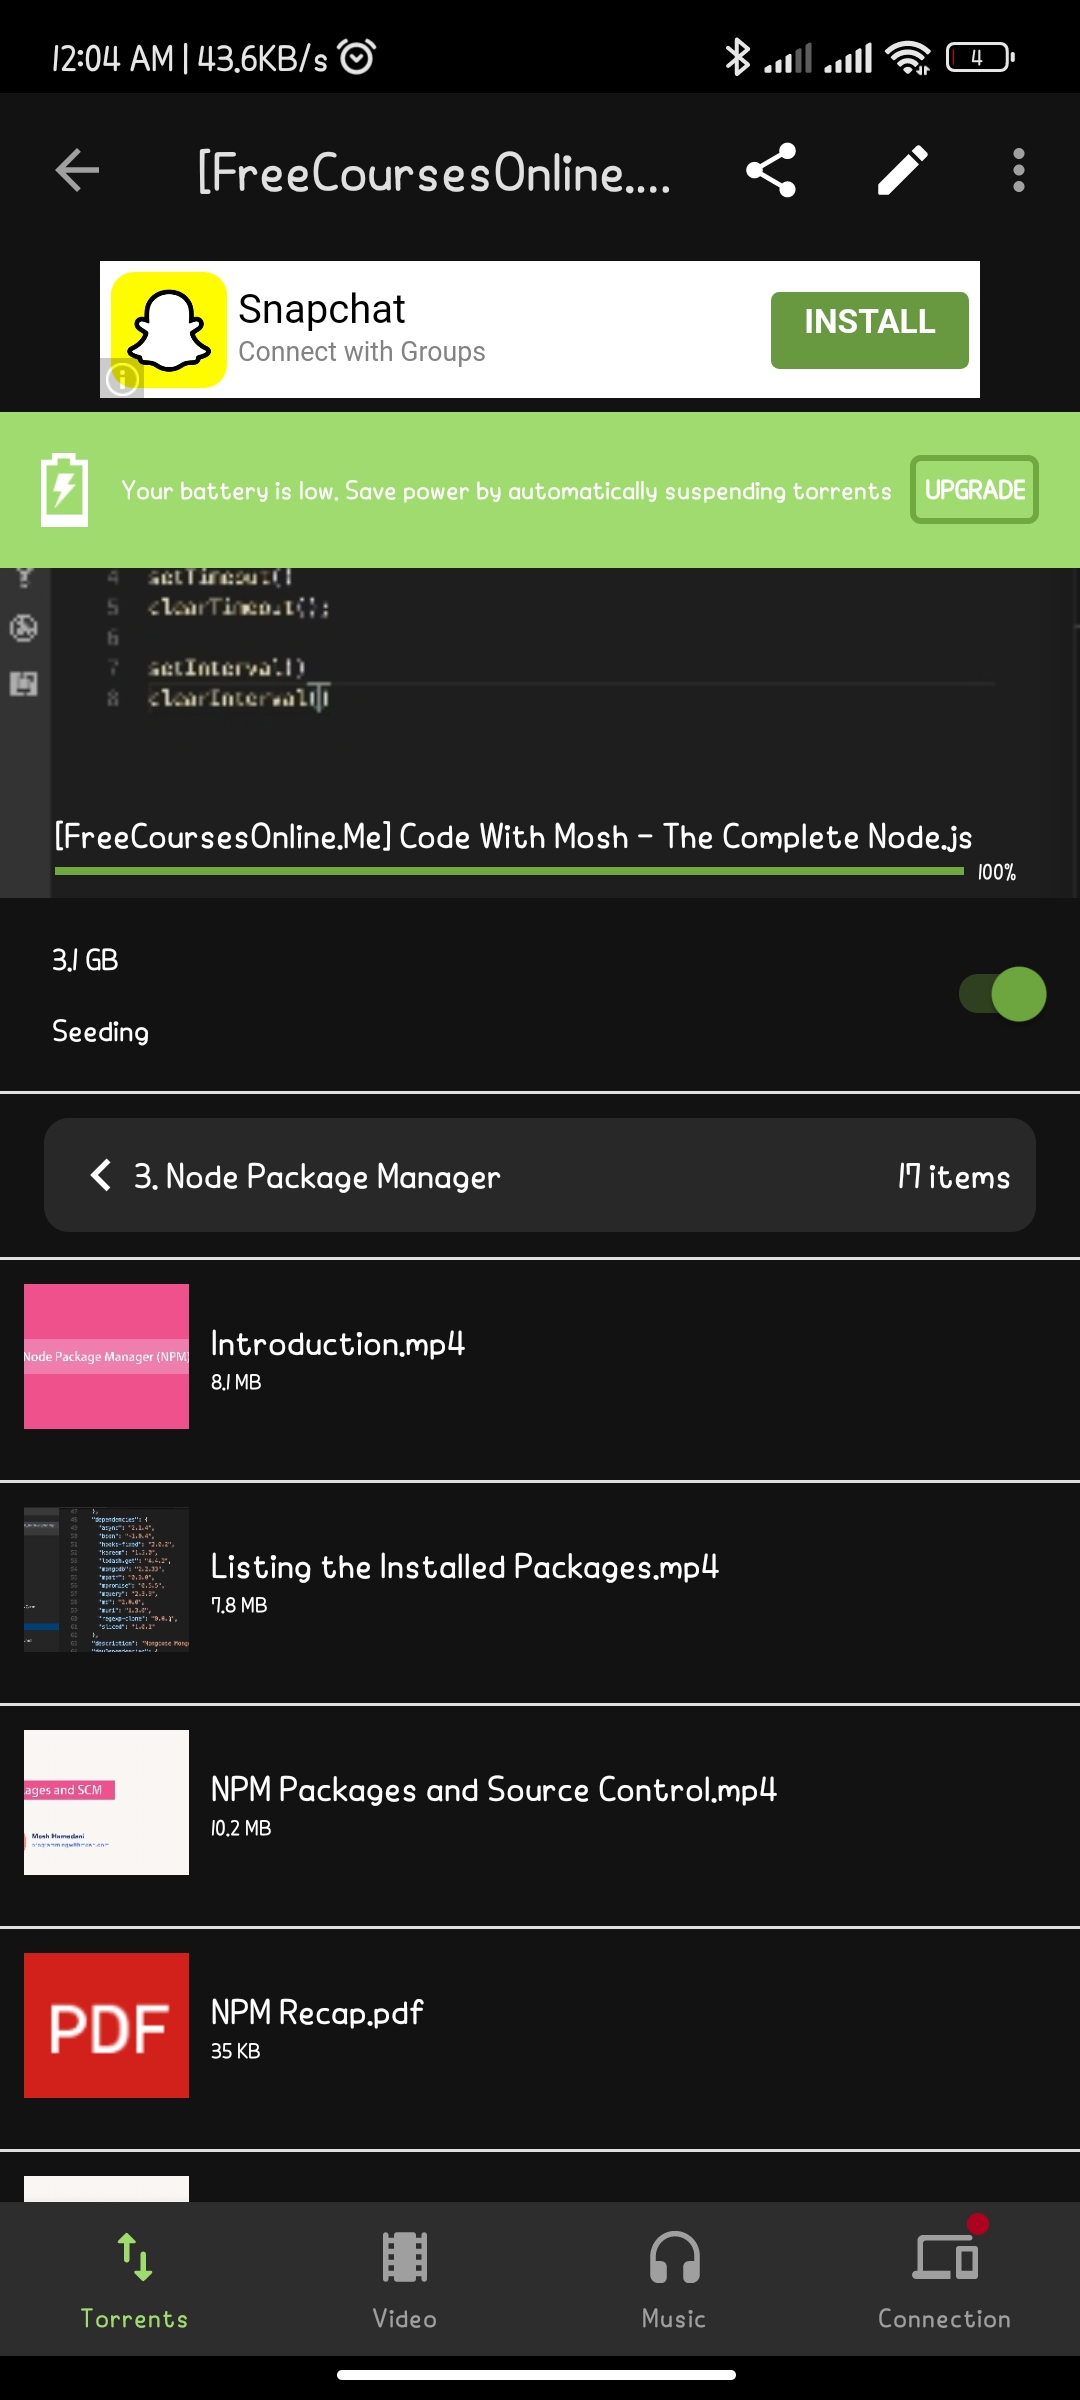 12:04 AM | 43.6KB/s
4
[FreeCoursesOnline....
Snapchat
Connect with Groups
INSTALL
Your battery is low. Save power by automatically suspending torrents
UPGRADE
4 setTimeout()
5 clearTimeout();
6
7 setInterval()
8 clearInterval()
[FreeCoursesOnline.Me] Code With Mosh - The Complete Node.js
100%
3.1 GB
Seeding
3. Node Package Manager
17 items
Node Package Manager (NPM)
Introduction.mp4
8.1 MB
Listing the Installed Packages.mp4
7.8 MB
ages and SCM
Mosh Hamedani
NPM Packages and Source Control.mp4
10.2 MB
PDF
NPM Recap.pdf
35 KB
Torrents
Video
Music
Connection